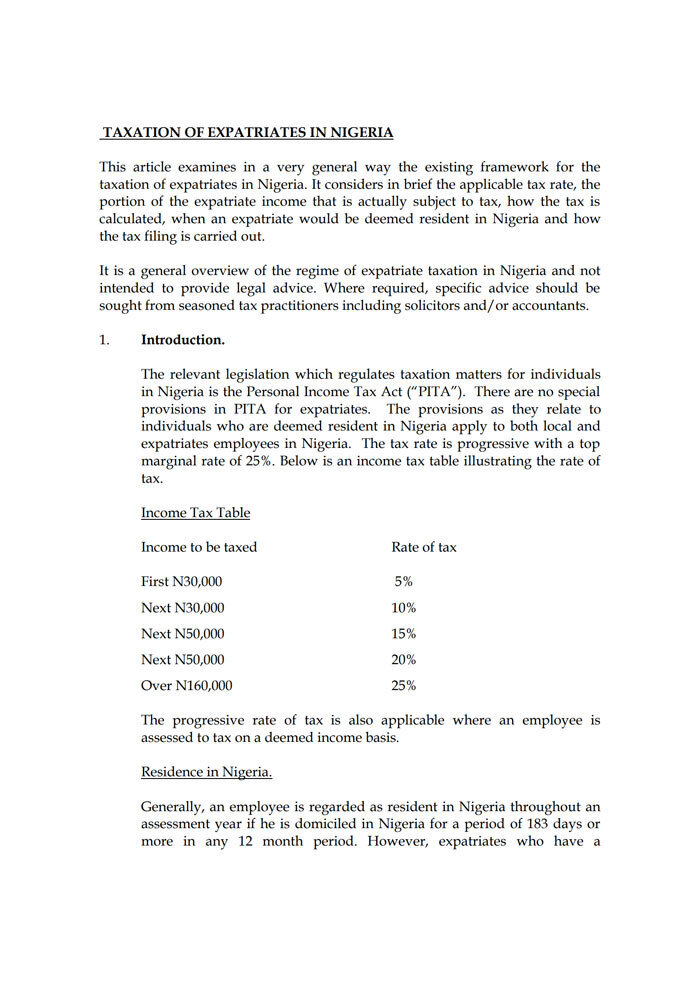 TAXATION OF EXPATRIATES IN NIGERIA
This article examines in a very general way the existing framework for the
taxation of expatriates in Nigeria. It considers in brief the applicable tax rate, the
portion of the expatriate income that is actually subject to tax, how the tax is
calculated, when an expatriate would be deemed resident in Nigeria and how
the tax filing is carried out.
It is a general overview of the regime of expatriate taxation in Nigeria and not
intended to provide legal advice. Where required, specific advice should be
sought from seasoned tax practitioners including solicitors and/or accountants.
1. Introduction.
The relevant legislation which regulates taxation matters for individuals
in Nigeria is the Personal Income Tax Act (“PITA”). There are no special
provisions in PITA for expatriates. The provisions as they relate to
individuals who are deemed resident in Nigeria apply to both local and
expatriates employees in Nigeria. The tax rate is progressive with a top
marginal rate of 25%. Below is an income tax table illustrating the rate of
tax.
Income Tax Table
Income to be taxed Rate of tax
First N30,000 5%
Next N30,000 10%
Next N50,000 15%
Next N50,000 20%
Over N160,000 25%
The progressive rate of tax is also applicable where an employee is
assessed to tax on a deemed income basis.
Residence in Nigeria.
Generally, an employee is regarded as resident in Nigeria throughout an
assessment year if he is domiciled in Nigeria for a period of 183 days or
more in any 12 month period. However, expatriates who have a